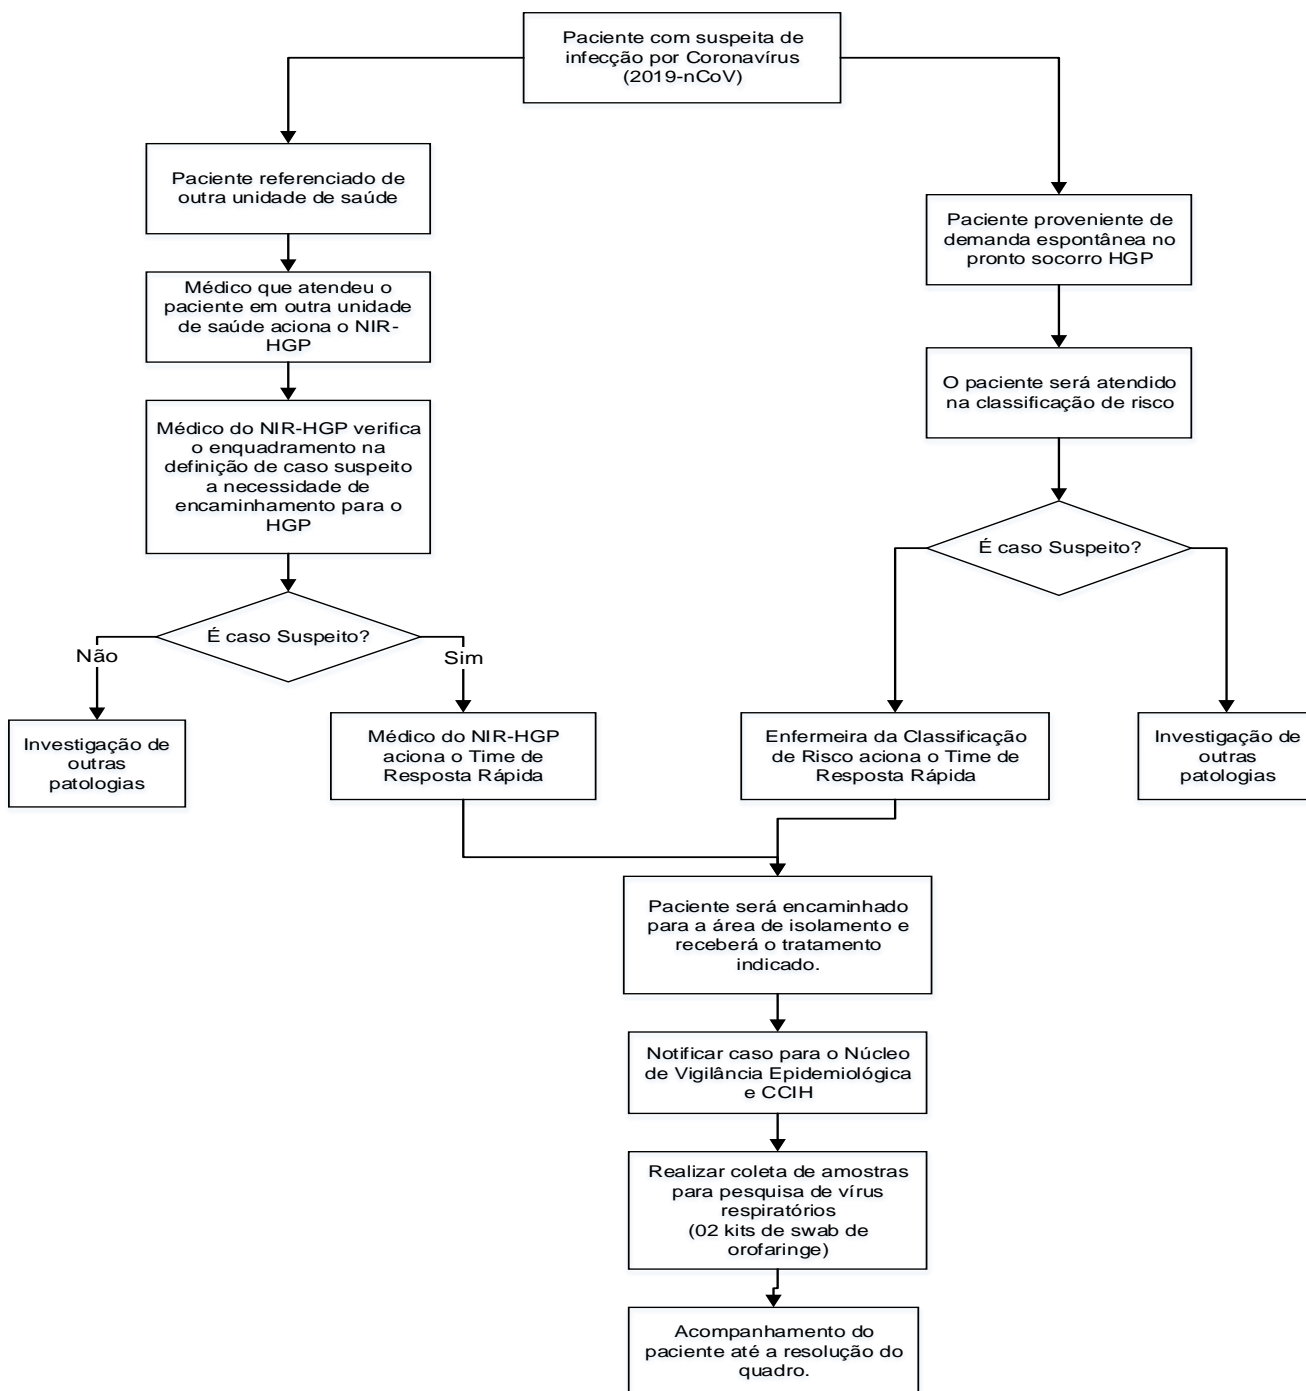 Paciente com suspeita de
infecção por Coronavírus
(2019-nCoV)
Paciente referenciado de
outra unidade de saúde
Paciente proveniente de
demanda espontânea no
pronto socorro HGP
Médico que atendeu o
paciente em outra unidade
de saúde aciona o NIR-
HGP
O paciente será atendido
na classificação de risco
Médico do NIR-HGP verifica
o enquadramento na
definição de caso suspeito
a necessidade de
encaminhamento para o
HGP
É caso Suspeito?
É caso Suspeito?
Não
Sim
Investigação de
outras
patologias
Médico do NIR-HGP
aciona o Time de
Resposta Rápida
Enfermeira da Classificação
de Risco aciona o Time de
Resposta Rápida
Investigação de
outras
patologias
Paciente será encaminhado
para a área de isolamento e
receberá o tratamento
indicado.
Notificar caso para o Núcleo
de Vigilância Epidemiológica
e CCIH
Realizar coleta de amostras
para pesquisa de vírus
respiratórios
(02 kits de swab de
orofaringe)
Acompanhamento do
paciente até a resolução do
quadro.